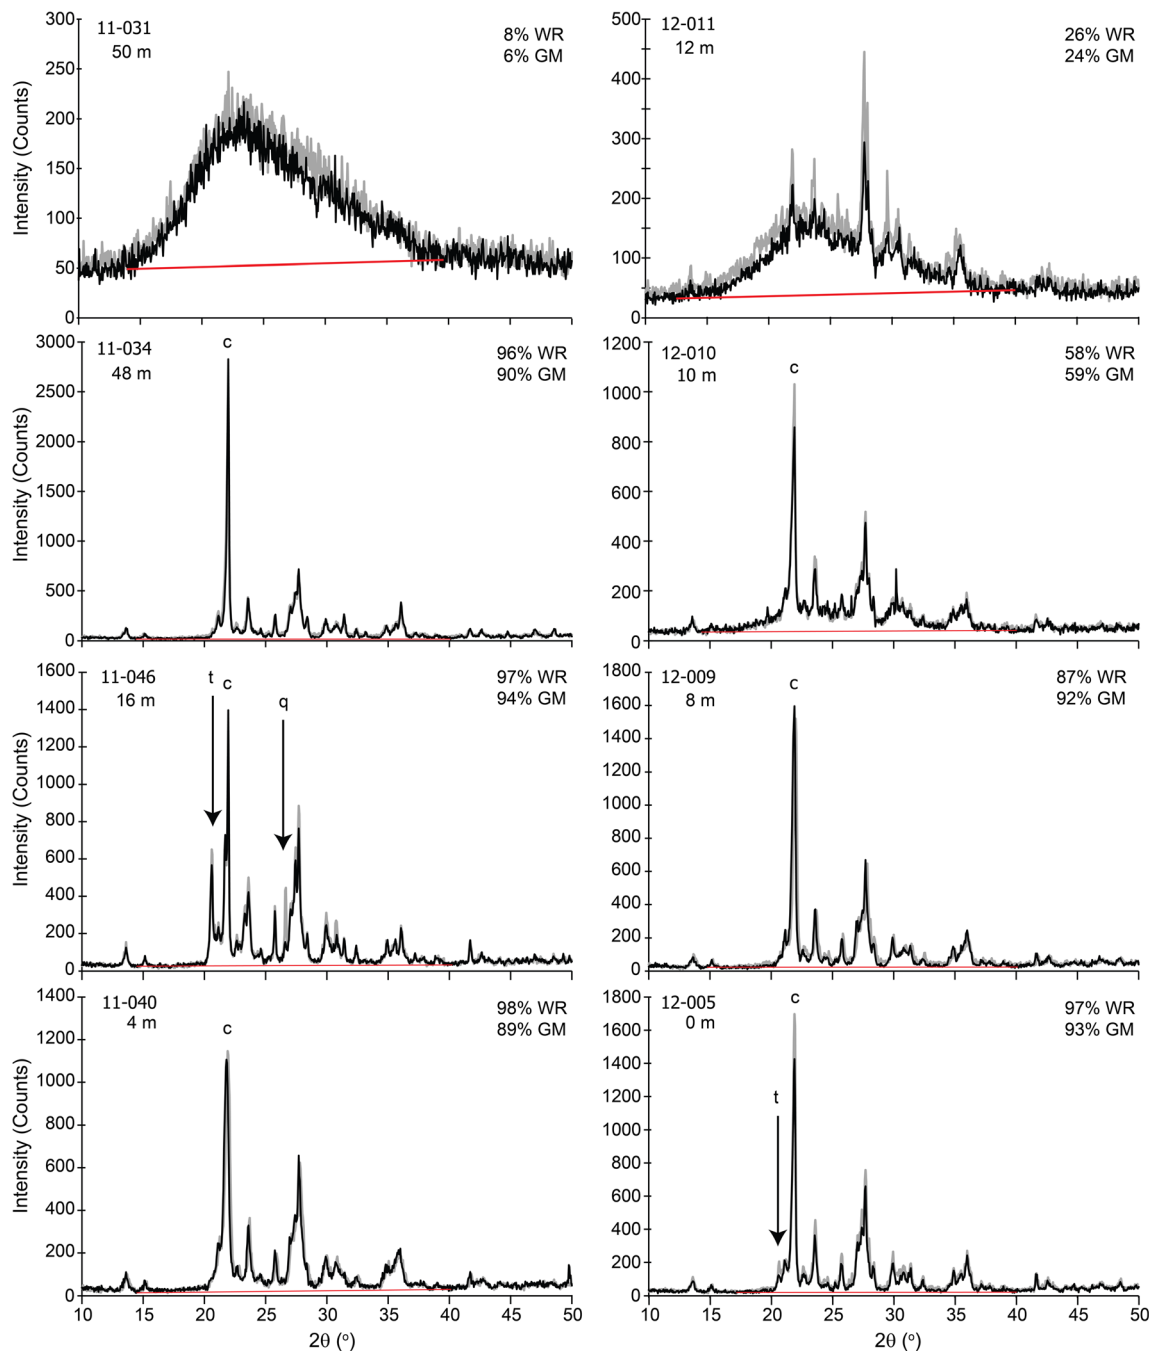 11-031
50 m
8% WR
6% GM
Intensity (Counts)
300
250
200
150
100
50
0
12-011
12 m
26% WR
24% GM
500
400
300
200
100
0
11-034
48 m
c
96% WR
90% GM
Intensity (Counts)
3000
2500
2000
1500
1000
500
0
12-010
10 m
c
58% WR
59% GM
1200
1000
800
600
400
200
0
11-046
16 m
t
c
q
97% WR
94% GM
Intensity (Counts)
1600
1400
1200
1000
800
600
400
200
0
12-009
8 m
c
87% WR
92% GM
1800
1600
1400
1200
1000
800
600
400
200
0
11-040
4 m
c
98% WR
89% GM
Intensity (Counts)
1400
1200
1000
800
600
400
200
0
10 15 20 25 30 35 40 45 50
2θ (°)
12-005
0 m
c
t
97% WR
93% GM
1800
1600
1400
1200
1000
800
600
400
200
0
10 15 20 25 30 35 40 45 50
2θ (°)